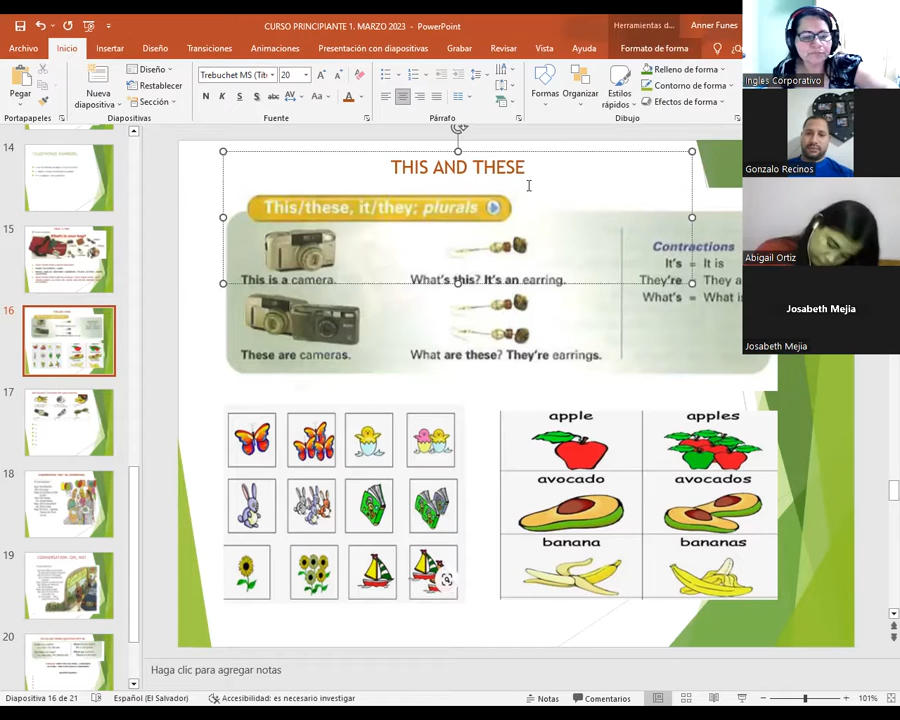 CURSO PRINCIPIANTE 1. MARZO 2023 - PowerPoint
Herramientas d...
Anner Funes
Archivo Inicio Insertar Diseño Transiciones Animaciones Presentación con diapositivas Grabar Revisar Vista Ayuda Formato de forma
Pegar
Nueva diapositiva
Diseño
Restablecer
Sección
Trebuchet MS (Tít
20
N K S S ab AV Aa A
Formas
Organizar
Estilos rápidos
Relleno de forma
Contorno de forma
Efectos de forma
Portapapeles
Diapositivas
Fuente
Párrafo
Dibujo
Ingles Corporativo
Gonzalo Recinos
Abigail Ortiz
Josabeth Mejia
Josabeth Mejia
14
15
16
17
18
19
20
THIS AND THESE
This/these, it/they; plurals
This is a camera.
What's this? It's an earring.
These are cameras.
What are these? They're earrings.
Contractions
It's = It is
They're = They a
What's = What is
apple apples
avocado avocados
banana bananas
Haga clic para agregar notas
Diapositiva 16 de 21
Español (El Salvador)
Accesibilidad: es necesario investigar
Notas
Comentarios
101%